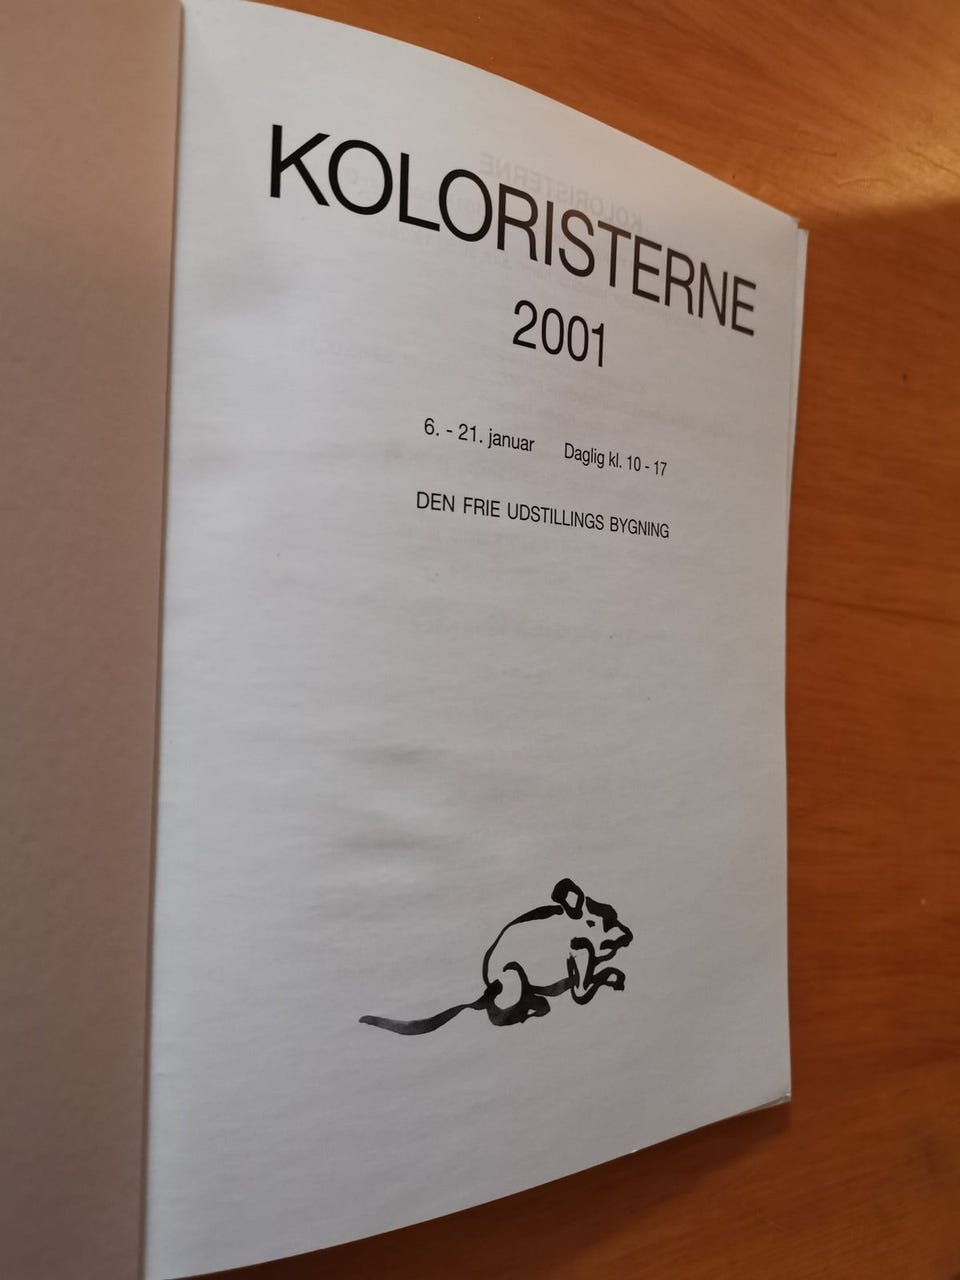 KOLORISTERNE
2001
6. - 21. januar Daglig kl. 10 - 17
DEN FRIE UDSTILLINGS BYGNING